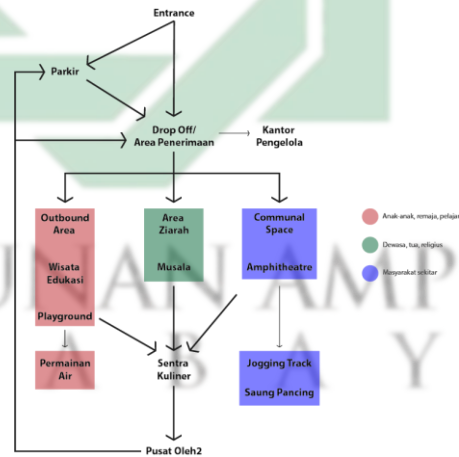 Entrance
Parkir
Drop Off/
Area Penerimaan
Kantor
Pengelola
Outbound
Area
Wisata
Edukasi
Playground
Area
Ziarah
Musala
Communal
Space
Amphitheatre
Anak-anak, remaja, pelajar
Dewasa, tua, religius
Masyarakat sekitar
UNAN AMP
Permainan
Air
Sentra
Kuliner
Jogging Track
Saung Pancing
A B A Y
Pusat Oleh2